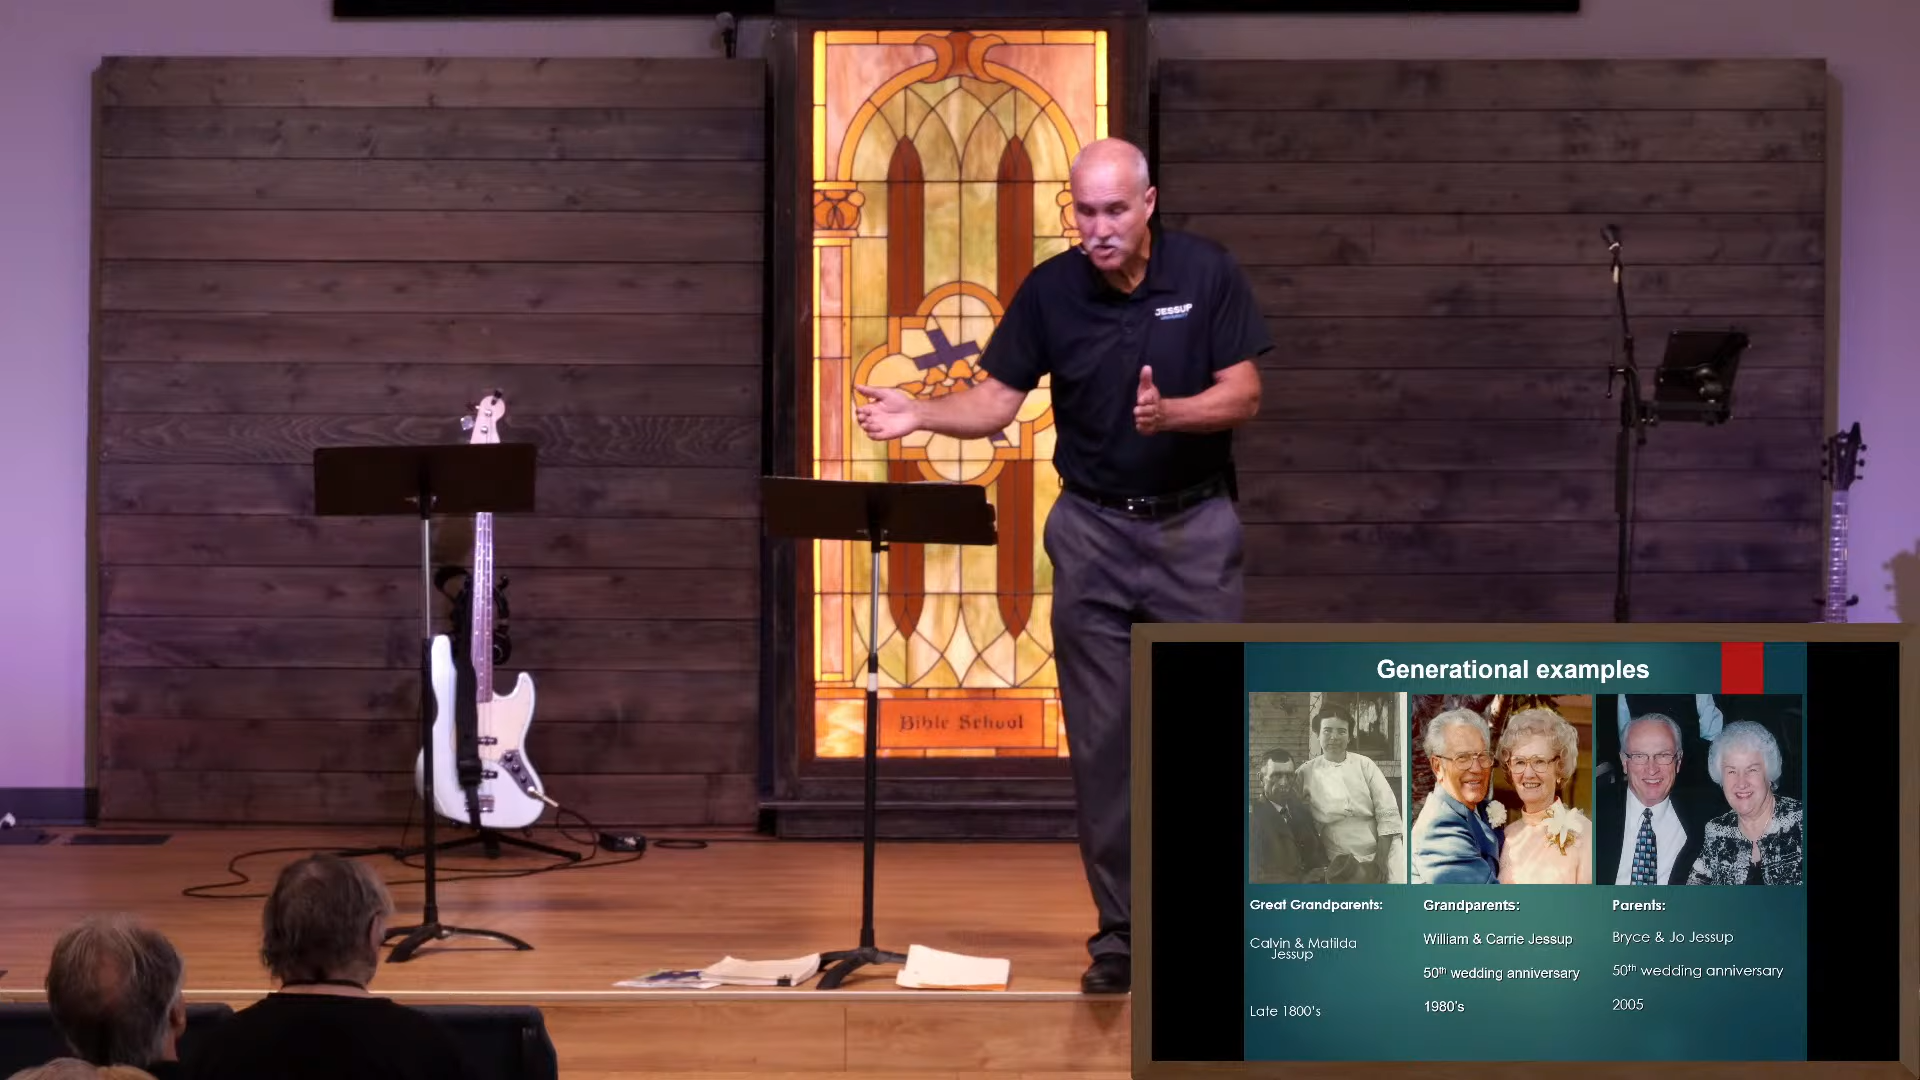 JESSUP
UNIVERSITY
Bible School
Generational examples
Great Grandparents:
Calvin & Matilda
Jessup
Late 1800's
Grandparents:
William & Carrie Jessup
50th wedding anniversary
1980's
Parents:
Bryce & Jo Jessup
50th wedding anniversary
2005